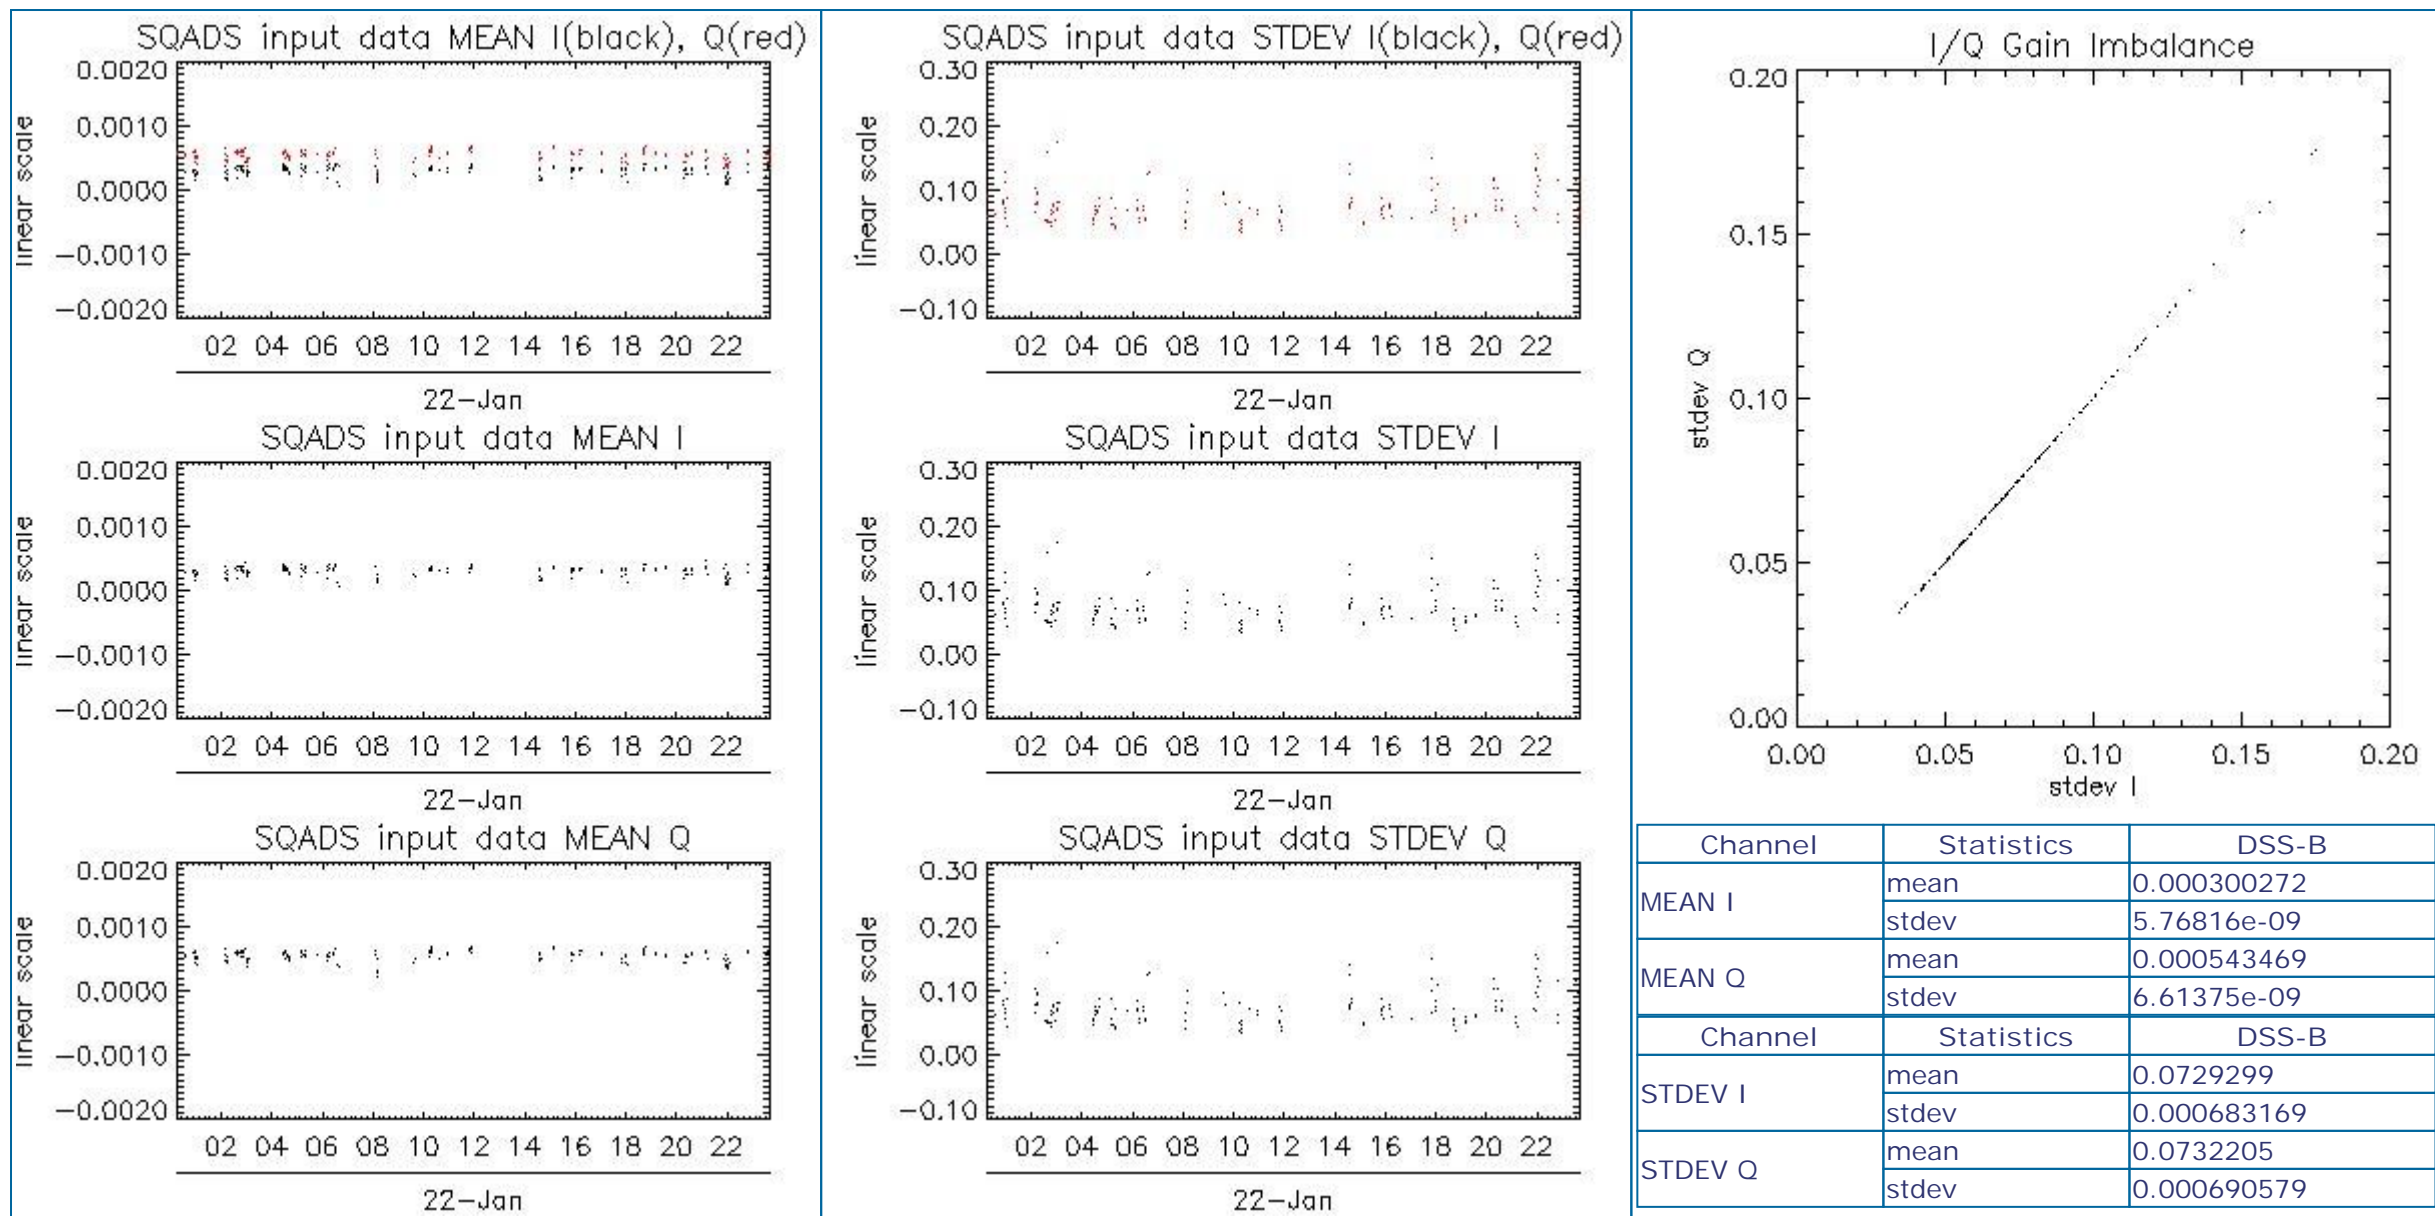 SQADS input data MEAN I(black), Q(red)
0.0020
0.0010
0.0000
−0.0010
−0.0020
linear scale
02 04 06 08 10 12 14 16 18 20 22
22−Jan
SQADS input data MEAN I
0.0020
0.0010
0.0000
−0.0010
−0.0020
linear scale
02 04 06 08 10 12 14 16 18 20 22
22−Jan
SQADS input data MEAN Q
0.0020
0.0010
0.0000
−0.0010
−0.0020
linear scale
02 04 06 08 10 12 14 16 18 20 22
22−Jan
SQADS input data STDEV I(black), Q(red)
0.30
0.20
0.10
0.00
−0.10
linear scale
02 04 06 08 10 12 14 16 18 20 22
22−Jan
SQADS input data STDEV I
0.30
0.20
0.10
0.00
−0.10
linear scale
02 04 06 08 10 12 14 16 18 20 22
22−Jan
SQADS input data STDEV Q
0.30
0.20
0.10
0.00
−0.10
linear scale
02 04 06 08 10 12 14 16 18 20 22
22−Jan
I/Q Gain Imbalance
0.20
0.15
0.10
0.05
0.00
stdev Q
0.00 0.05 0.10 0.15 0.20
stdev I
Channel Statistics DSS-B
MEAN I mean 0.000300272
stdev 5.76816e-09
MEAN Q mean 0.000543469
stdev 6.61375e-09
Channel Statistics DSS-B
STDEV I mean 0.0729299
stdev 0.000683169
STDEV Q mean 0.0732205
stdev 0.000690579